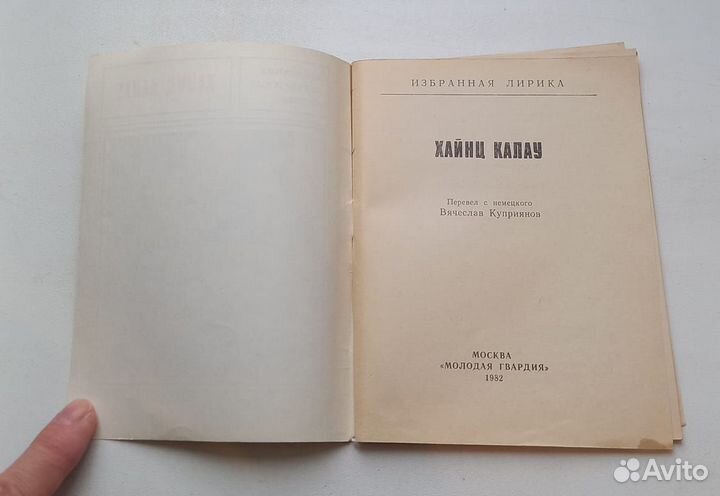 ИЗБРАННАЯ ЛИРИКА
ХАЙНЦ КАЛАУ
Перевел с немецкого
Вячеслав Куприянов
МОСКВА
«МОЛОДАЯ ГВАРДИЯ»
1982
Avito